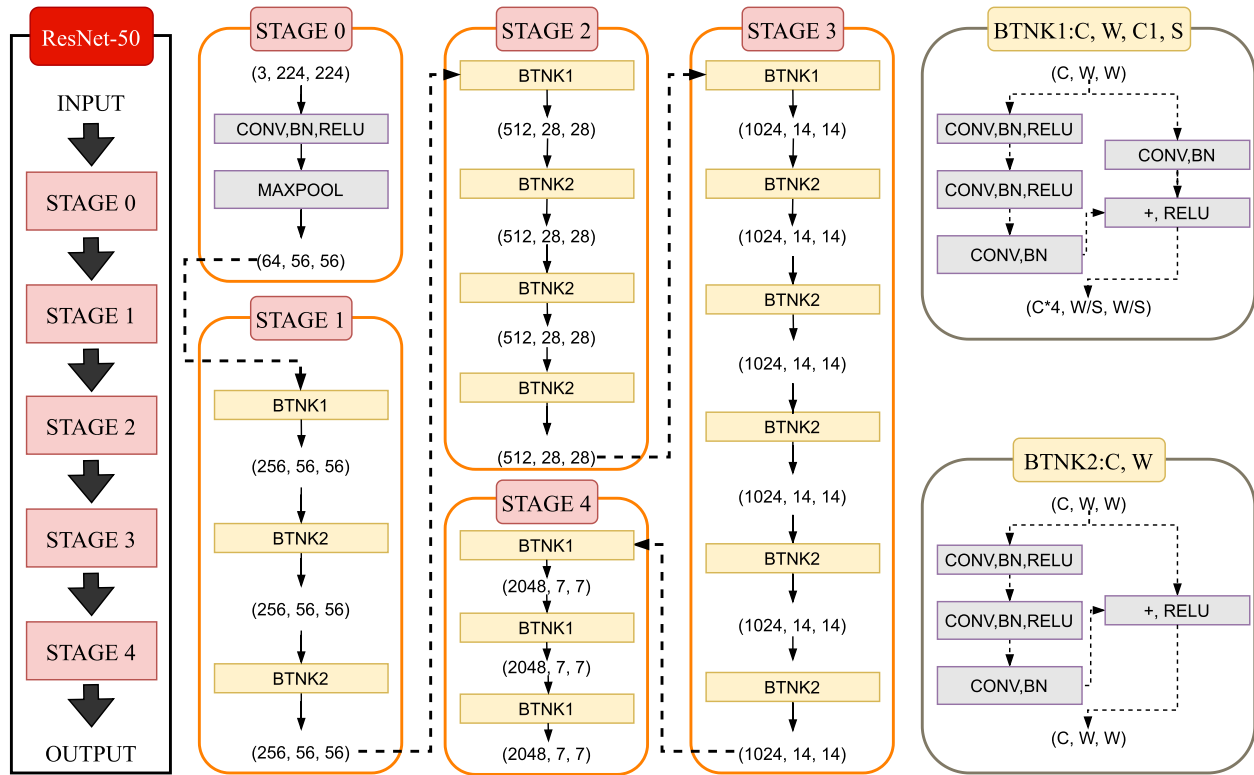 ResNet-50
INPUT
STAGE 0
STAGE 1
STAGE 2
STAGE 3
STAGE 4
OUTPUT
STAGE 0
(3, 224, 224)
CONV,BN,RELU
MAXPOOL
(64, 56, 56)
STAGE 1
BTNK1
(256, 56, 56)
BTNK2
(256, 56, 56)
BTNK2
(256, 56, 56)
STAGE 2
BTNK1
(512, 28, 28)
BTNK2
(512, 28, 28)
BTNK2
(512, 28, 28)
BTNK2
(512, 28, 28)
STAGE 4
BTNK1
(2048, 7, 7)
BTNK1
(2048, 7, 7)
BTNK1
(2048, 7, 7)
STAGE 3
BTNK1
(1024, 14, 14)
BTNK2
(1024, 14, 14)
BTNK2
(1024, 14, 14)
BTNK2
(1024, 14, 14)
BTNK2
(1024, 14, 14)
BTNK2
(1024, 14, 14)
BTNK1:C, W, C1, S
(C, W, W)
CONV,BN,RELU
CONV,BN,RELU
CONV,BN
CONV,BN
+, RELU
(C*4, W/S, W/S)
BTNK2:C, W
(C, W, W)
CONV,BN,RELU
CONV,BN,RELU
CONV,BN
+, RELU
(C, W, W)